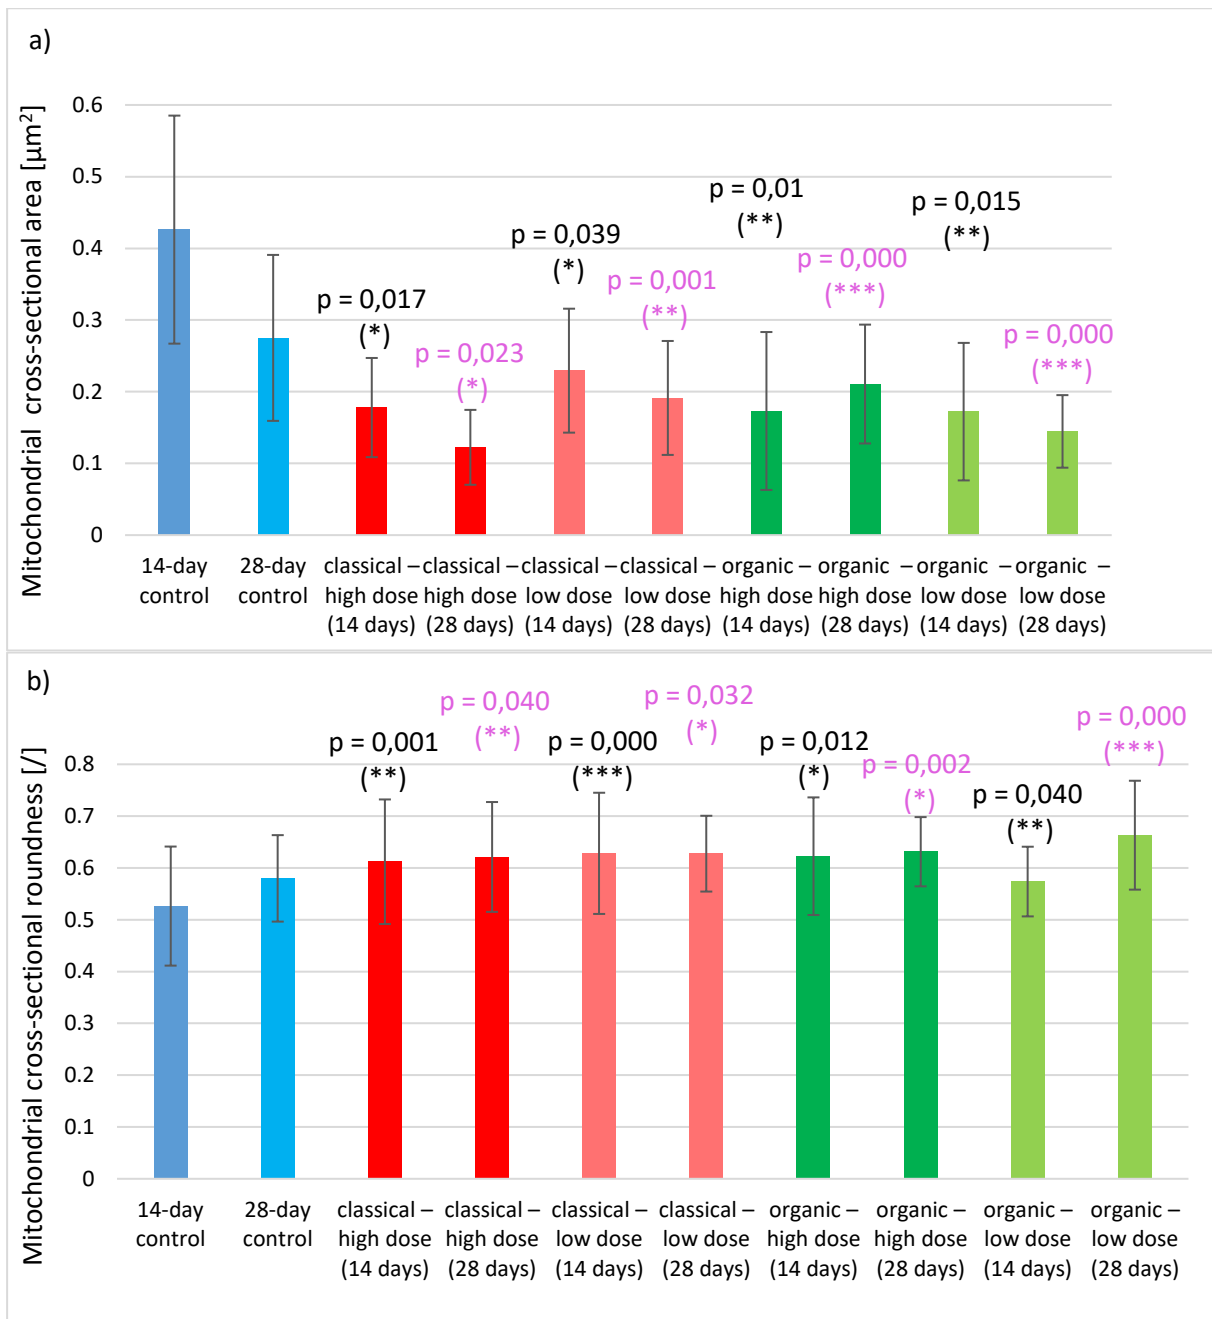 a)
Mitochondrial cross-sectional area [µm²]
0.6
0.5
0.4
0.3
0.2
0.1
0
p = 0,017
(*)
p = 0,023
(*)
p = 0,039
(*)
p = 0,001
(**)
p = 0,01
(**)
p = 0,000
(***)
p = 0,015
(**)
p = 0,000
(***)
14-day
control
28-day
control
classical –
high dose
(14 days)
classical –
high dose
(28 days)
classical –
low dose
(14 days)
classical –
low dose
(28 days)
organic –
high dose
(14 days)
organic –
high dose
(28 days)
organic –
low dose
(14 days)
organic –
low dose
(28 days)
b)
Mitochondrial cross-sectional roundness [/]
0.8
0.7
0.6
0.5
0.4
0.3
0.2
0.1
0
p = 0,001
(**)
p = 0,040
(**)
p = 0,000
(***)
p = 0,032
(*)
p = 0,012
(*)
p = 0,002
(*)
p = 0,040
(**)
p = 0,000
(***)
14-day
control
28-day
control
classical –
high dose
(14 days)
classical –
high dose
(28 days)
classical –
low dose
(14 days)
classical –
low dose
(28 days)
organic –
high dose
(14 days)
organic –
high dose
(28 days)
organic –
low dose
(14 days)
organic –
low dose
(28 days)